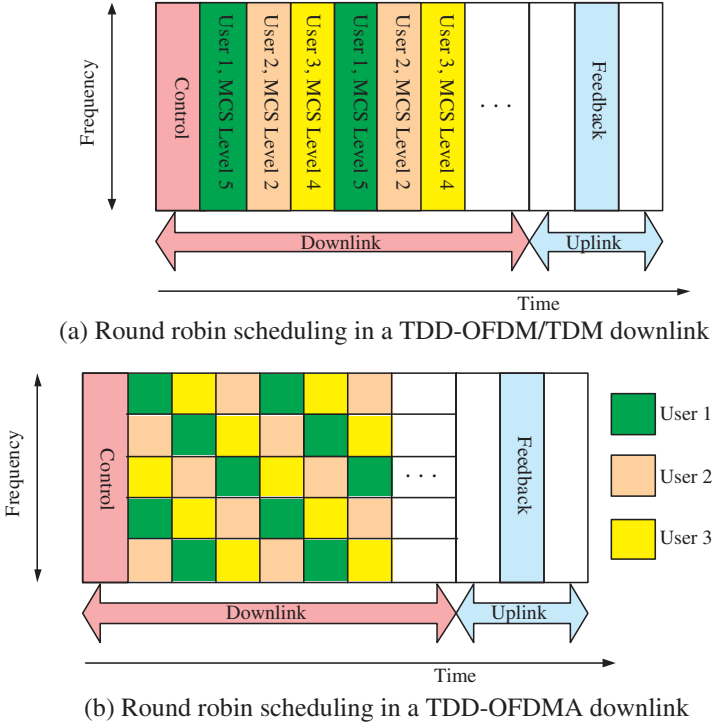 Frequency
Control
User 1, MCS Level 5
User 2, MCS Level 2
User 3, MCS Level 4
User 1, MCS Level 5
User 2, MCS Level 2
User 3, MCS Level 4
. . .
Feedback
Downlink
Uplink
Time
(a) Round robin scheduling in a TDD-OFDM/TDM downlink
Frequency
Control
. . .
Feedback
User 1
User 2
User 3
Downlink
Uplink
Time
(b) Round robin scheduling in a TDD-OFDMA downlink